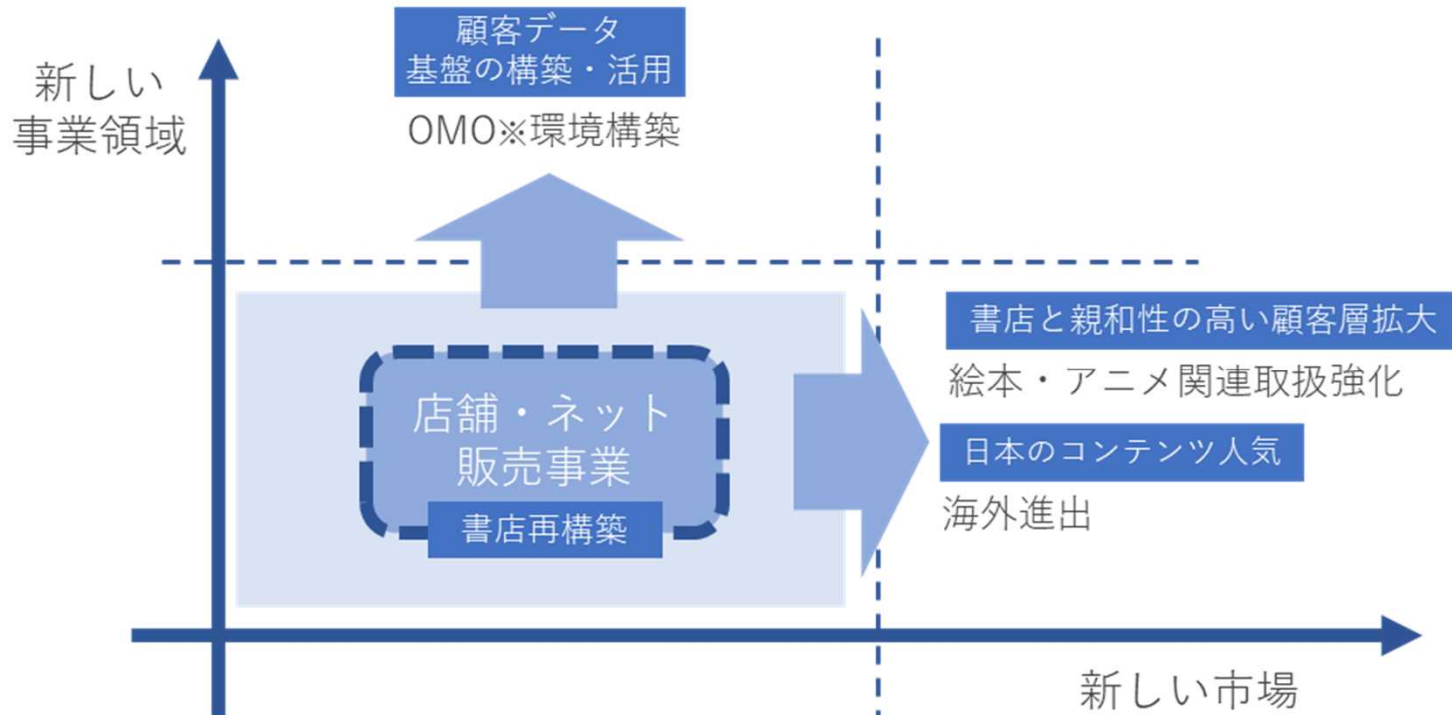 顧客データ
基盤の構築・活用
OMO※環境構築
新しい
事業領域
書店と親和性の高い顧客層拡大
絵本・アニメ関連取扱強化
日本のコンテンツ人気
海外進出
店舗・ネット
販売事業
書店再構築
新しい市場